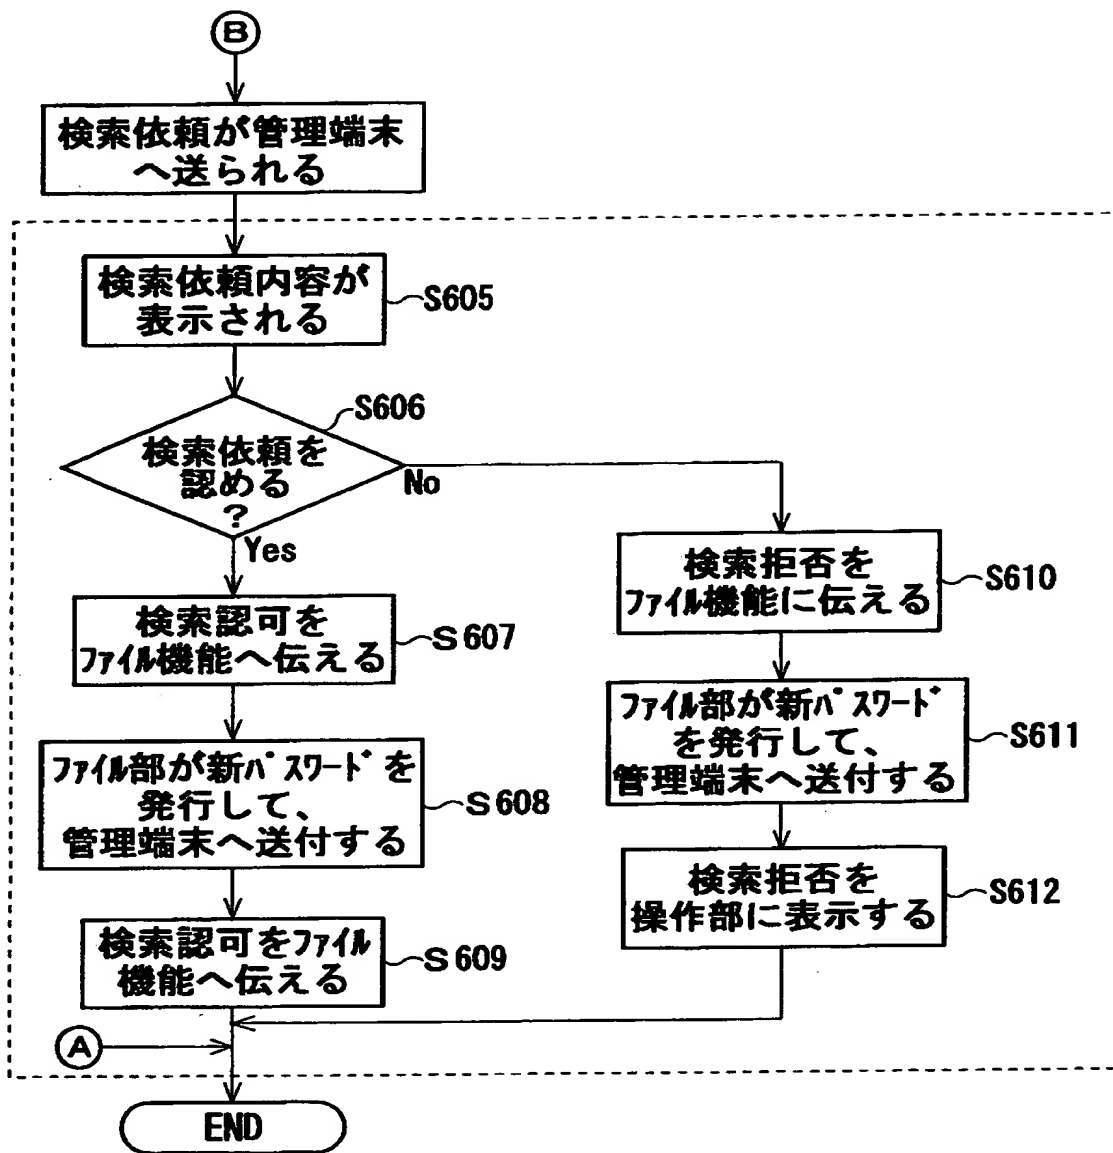 B
検索依頼が管理端末
へ送られる
検索依頼内容が
表示される
S605
S606
検索依頼を
認める
?
No
Yes
検索認可を
ファイル機能へ伝える
S607
ファイル部が新パスワードを
発行して、
管理端末へ送付する
S608
検索認可をファイル
機能へ伝える
S609
検索拒否を
ファイル機能に伝える
S610
ファイル部が新パスワード
を発行して、
管理端末へ送付する
S611
検索拒否を
操作部に表示する
S612
A
END